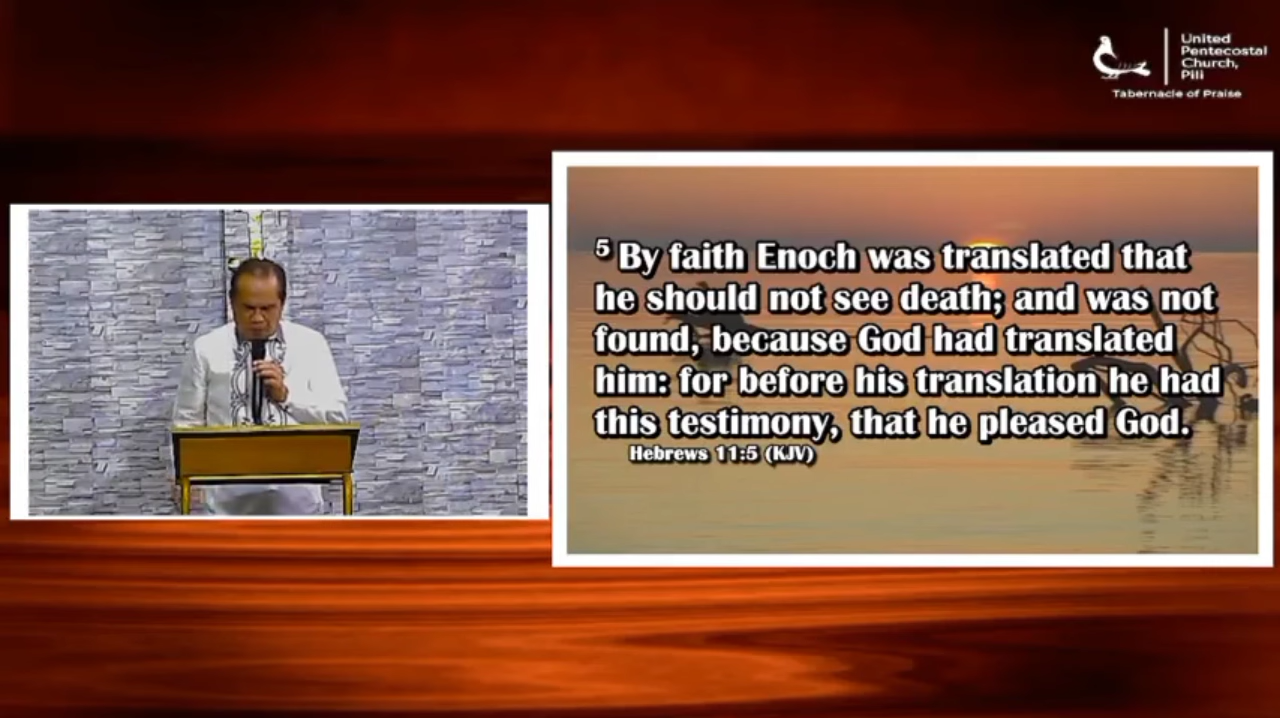 United
Pentecostal
Church,
Pili
Tabernacle of Praise
5 By faith Enoch was translated that
he should not see death; and was not
found, because God had translated
him: for before his translation he had
this testimony, that he pleased God.
Hebrews 11:5 (KJV)